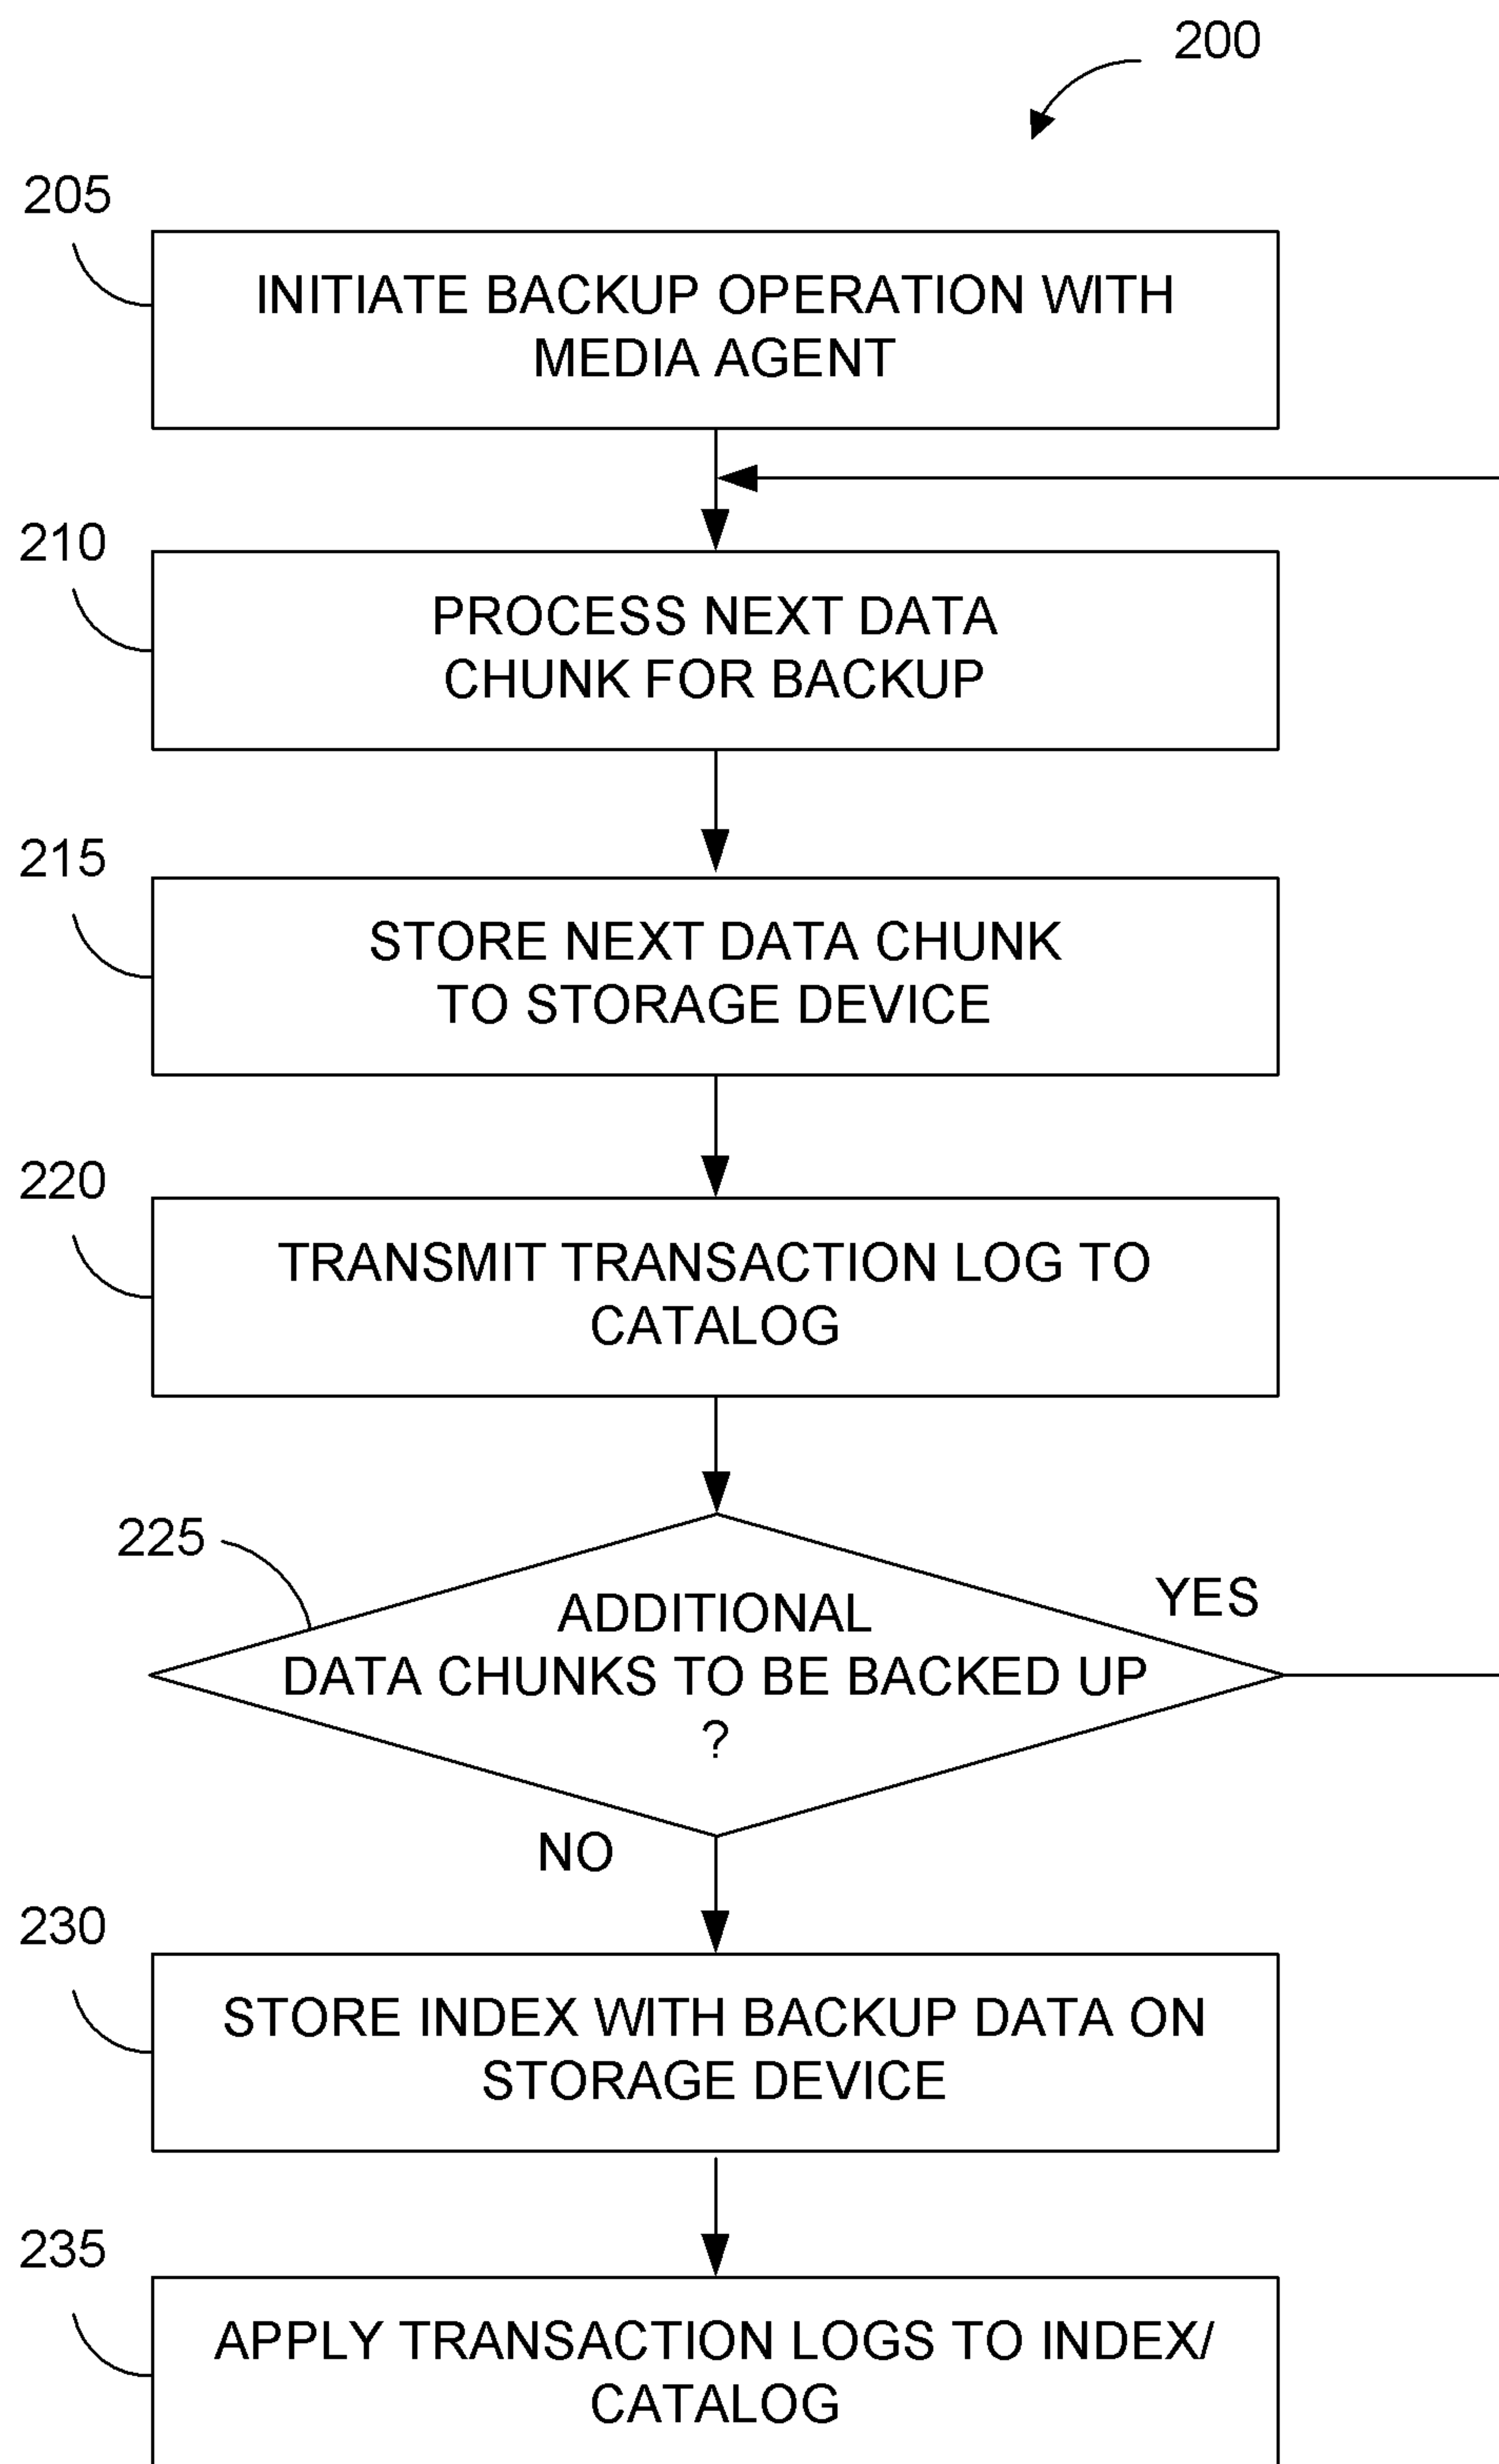 200
205
INITIATE BACKUP OPERATION WITH
MEDIA AGENT
210
PROCESS NEXT DATA
CHUNK FOR BACKUP
215
STORE NEXT DATA CHUNK
TO STORAGE DEVICE
220
TRANSMIT TRANSACTION LOG TO
CATALOG
225
ADDITIONAL
DATA CHUNKS TO BE BACKED UP
?
YES
NO
230
STORE INDEX WITH BACKUP DATA ON
STORAGE DEVICE
235
APPLY TRANSACTION LOGS TO INDEX/
CATALOG